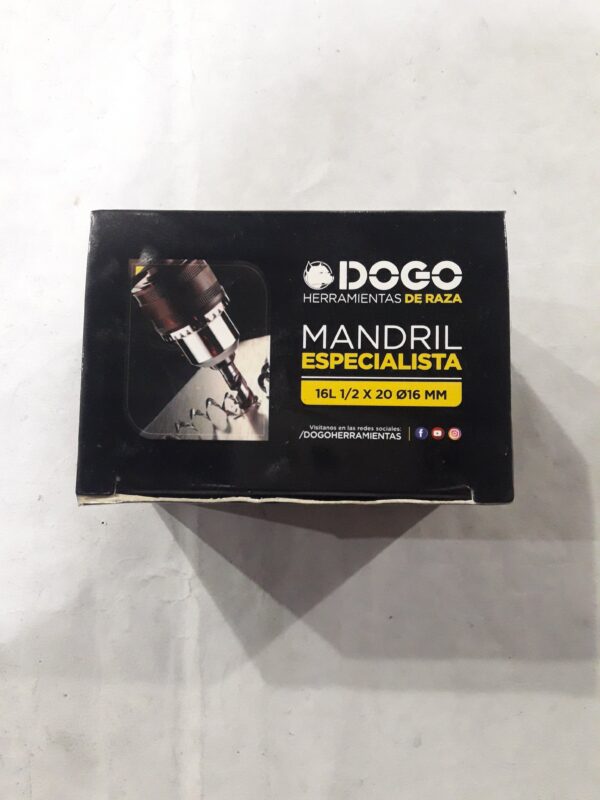 DOGO
HERRAMIENTAS DE RAZA
MANDRIL
ESPECIALISTA
16L 1/2 X 20 Ø16 MM
Visitanos en las redes sociales:
/DOGOHERRAMIENTAS